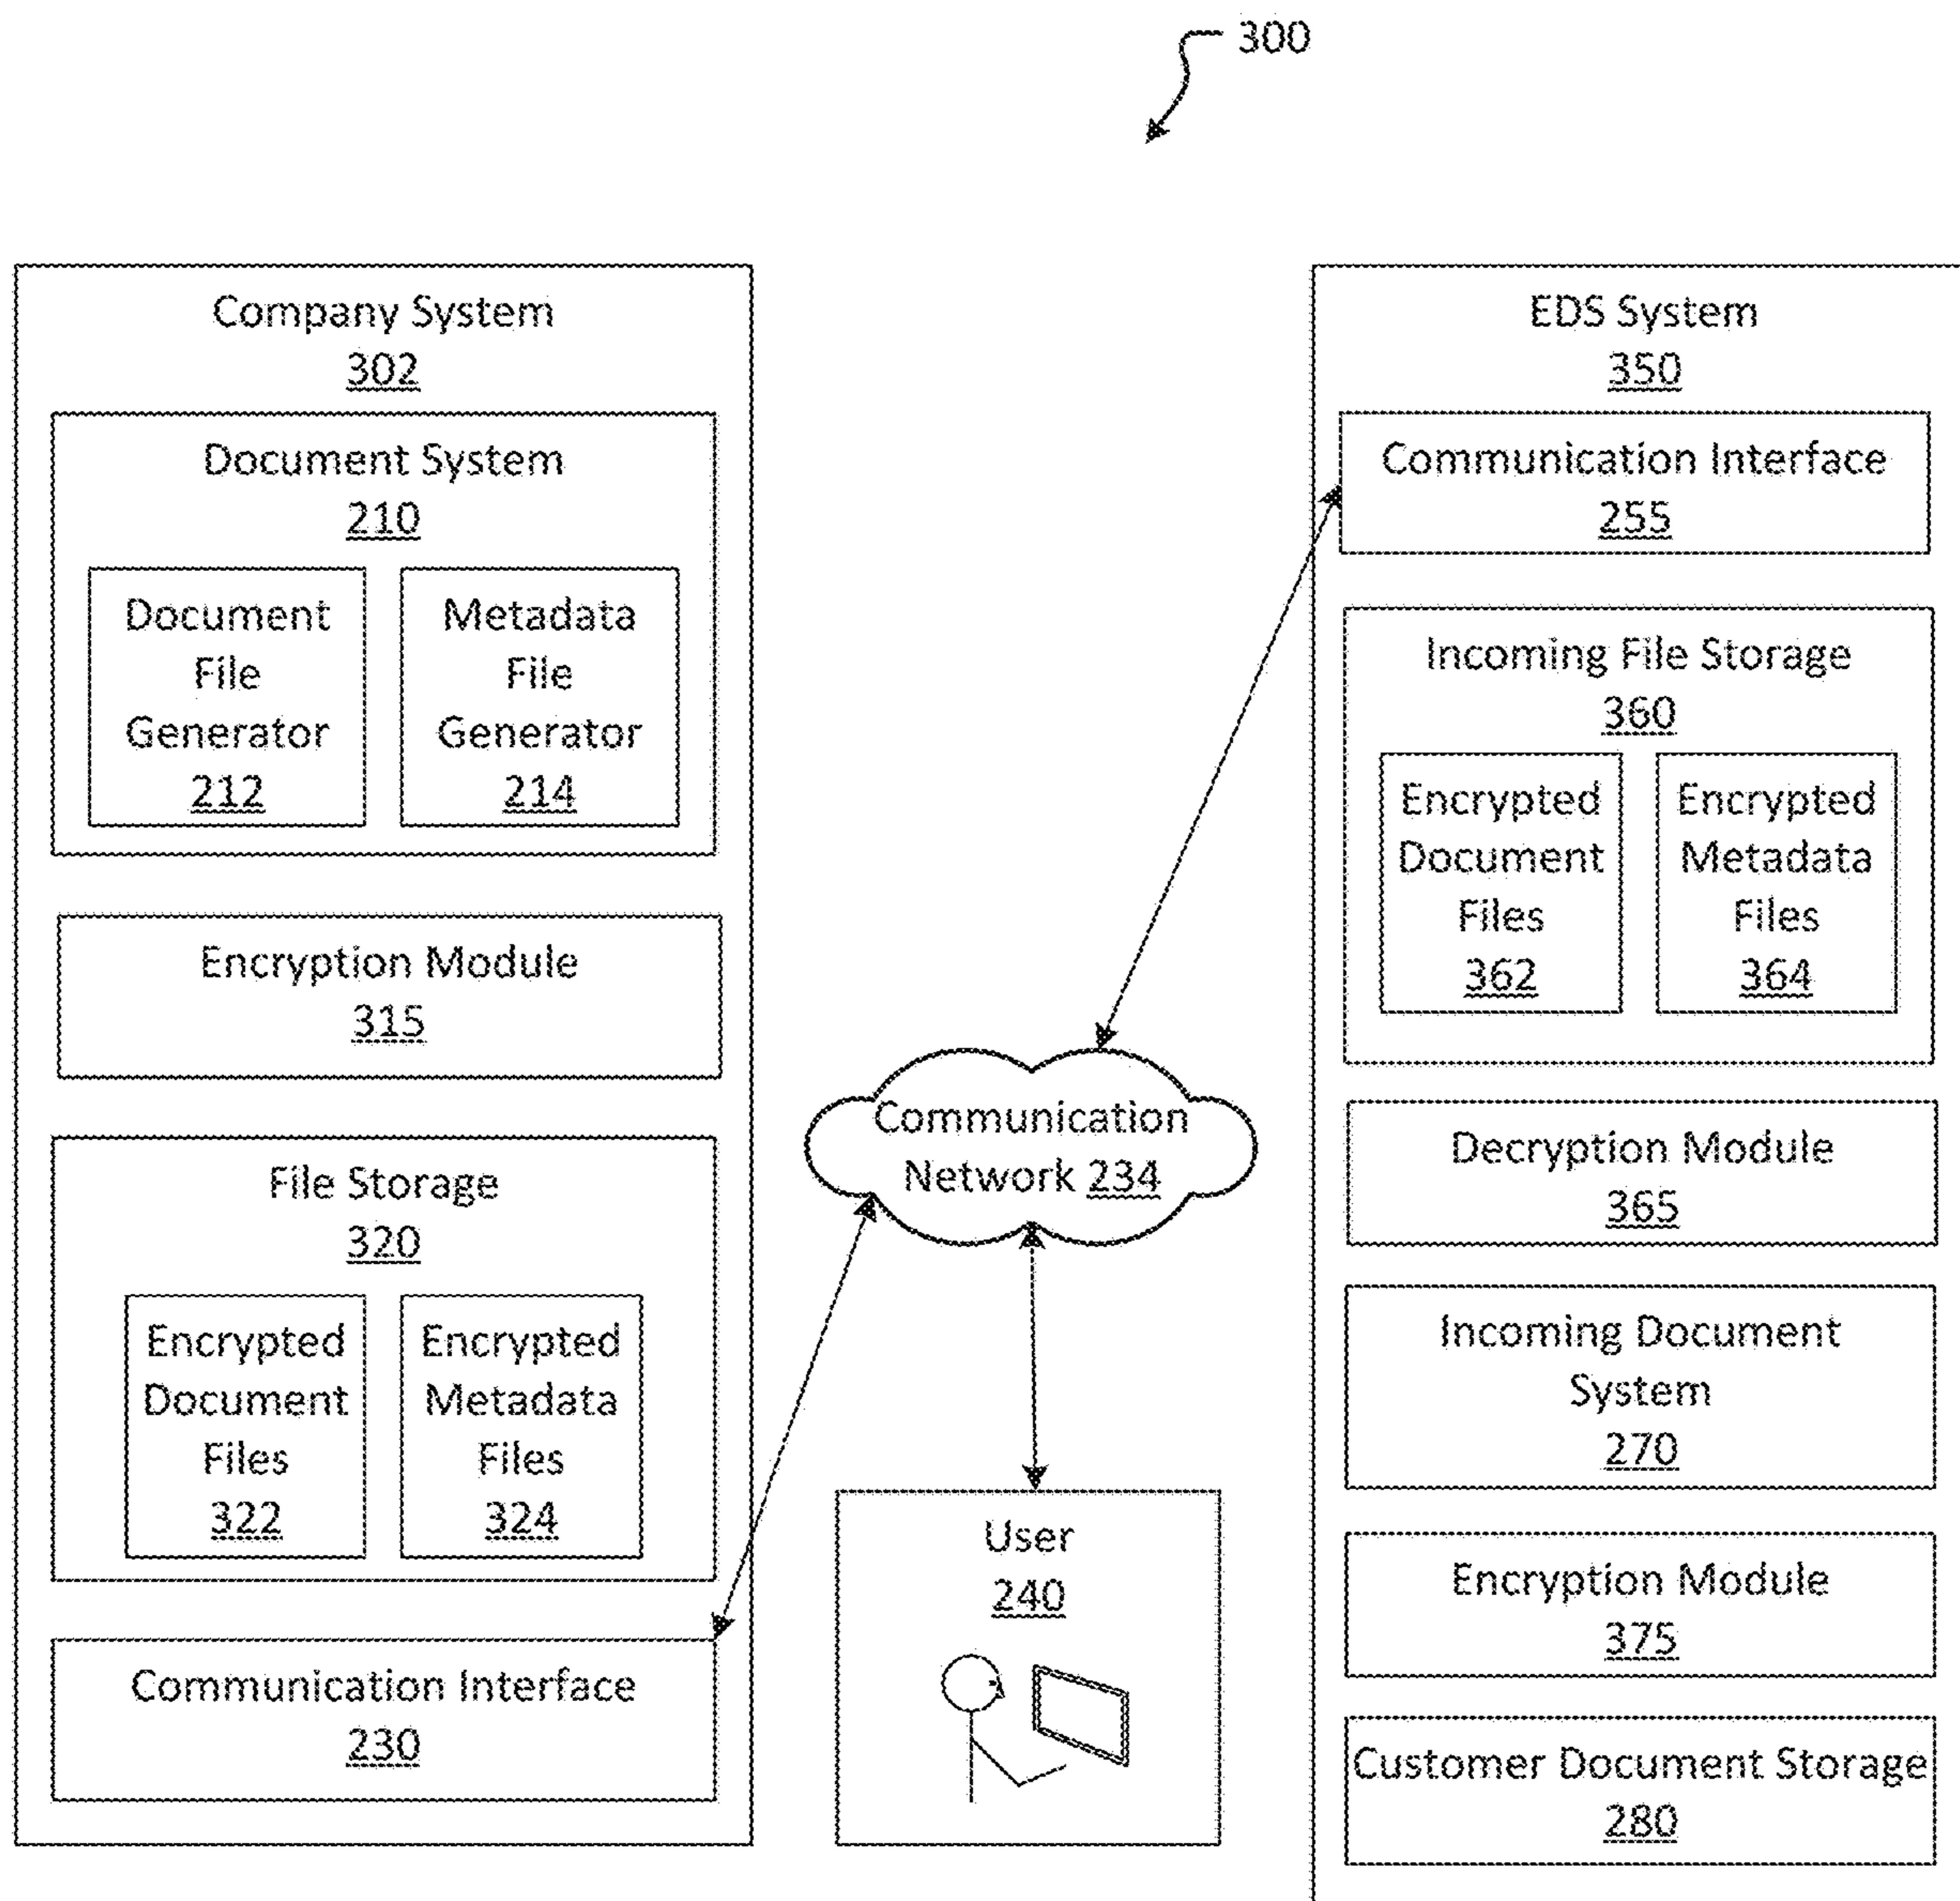 300
Company System
302
Document System
210
Document
File
Generator
212
Metadata
File
Generator
214
Encryption Module
315
File Storage
320
Encrypted
Document
Files
322
Encrypted
Metadata
Files
324
Communication Interface
230
Communication
Network 234
User
240
EDS System
350
Communication Interface
255
Incoming File Storage
360
Encrypted
Document
Files
362
Encrypted
Metadata
Files
364
Decryption Module
365
Incoming Document
System
270
Encryption Module
375
Customer Document Storage
280